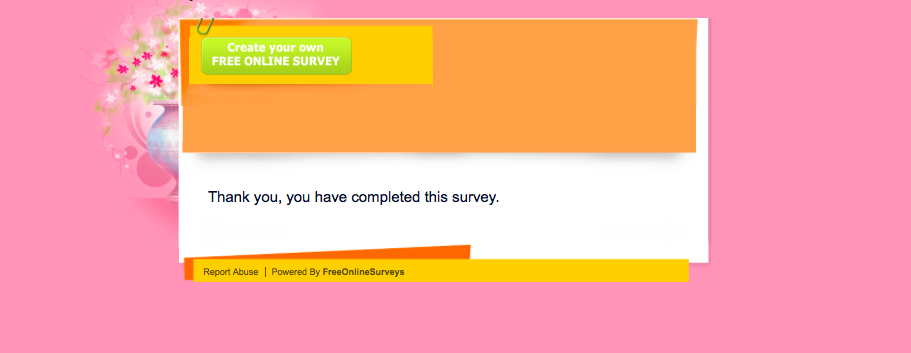 Create your own
FREE ONLINE SURVEY
Thank you, you have completed this survey.
Report Abuse | Powered By FreeOnlineSurveys